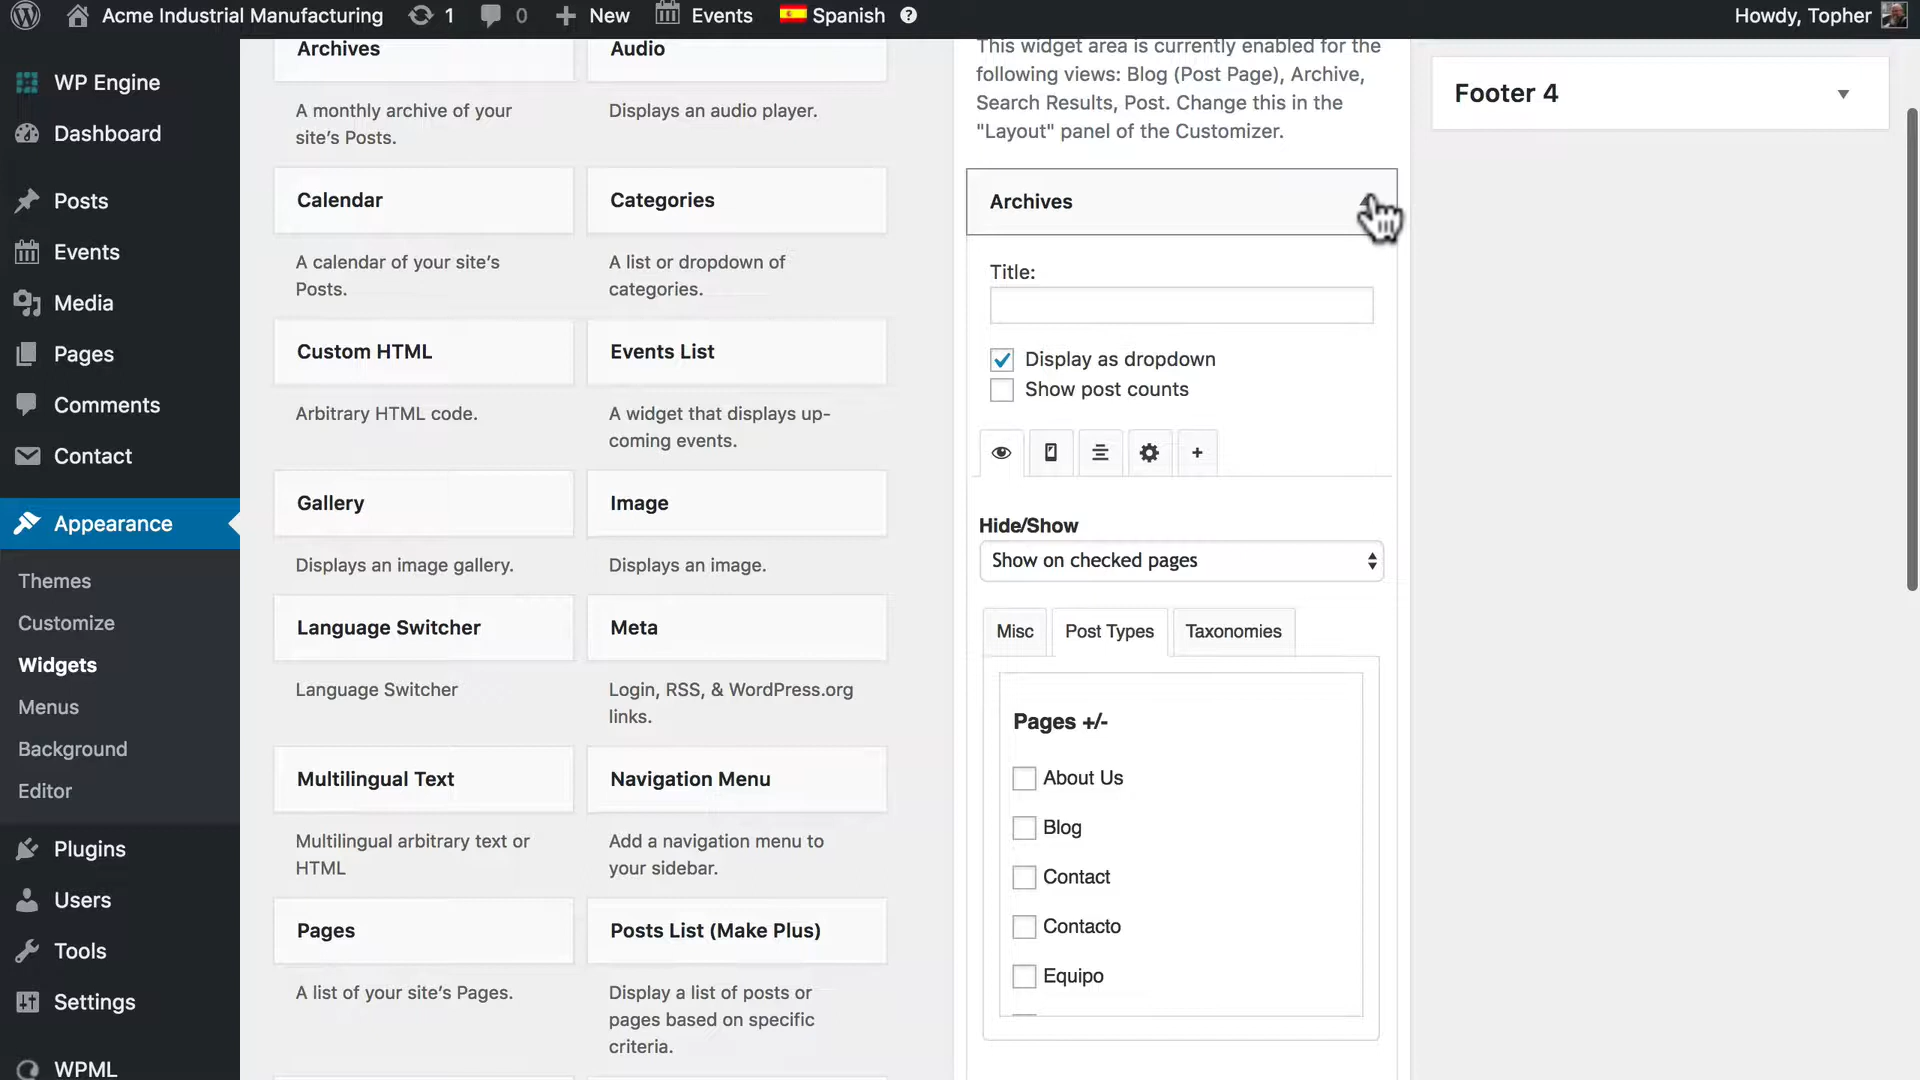 Acme Industrial Manufacturing
1
0
New
Events
Spanish
Howdy, Topher
WP Engine
Dashboard
Posts
Events
Media
Pages
Comments
Contact
Appearance
Themes
Customize
Widgets
Menus
Background
Editor
Plugins
Users
Tools
Settings
WPML
Archives
A monthly archive of your
site’s Posts.
Audio
Displays an audio player.
Calendar
A calendar of your site’s
Posts.
Categories
A list or dropdown of
categories.
Custom HTML
Arbitrary HTML code.
Events List
A widget that displays up-
coming events.
Gallery
Displays an image gallery.
Image
Displays an image.
Language Switcher
Language Switcher
Meta
Login, RSS, & WordPress.org
links.
Multilingual Text
Multilingual arbitrary text or
HTML
Navigation Menu
Add a navigation menu to
your sidebar.
Pages
A list of your site’s Pages.
Posts List (Make Plus)
Display a list of posts or
pages based on specific
criteria.
This widget area is currently enabled for the
following views: Blog (Post Page), Archive,
Search Results, Post. Change this in the
"Layout" panel of the Customizer.
Archives
Title:
Display as dropdown
Show post counts
Hide/Show
Show on checked pages
Misc
Post Types
Taxonomies
Pages +/-
About Us
Blog
Contact
Contacto
Equipo
Footer 4